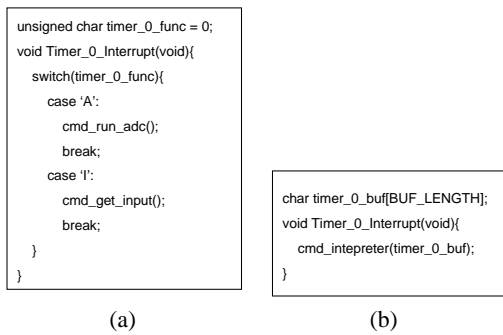 unsigned char timer_0_func = 0;
void Timer_0_Interrupt(void){
switch(timer_0_func){
case ‘A’:
cmd_run_adc();
break;
case ‘I’:
cmd_get_input();
break;
}
}
(a)
char timer_0_buf[BUF_LENGTH];
void Timer_0_Interrupt(void){
cmd_intepreter(timer_0_buf);
}
(b)